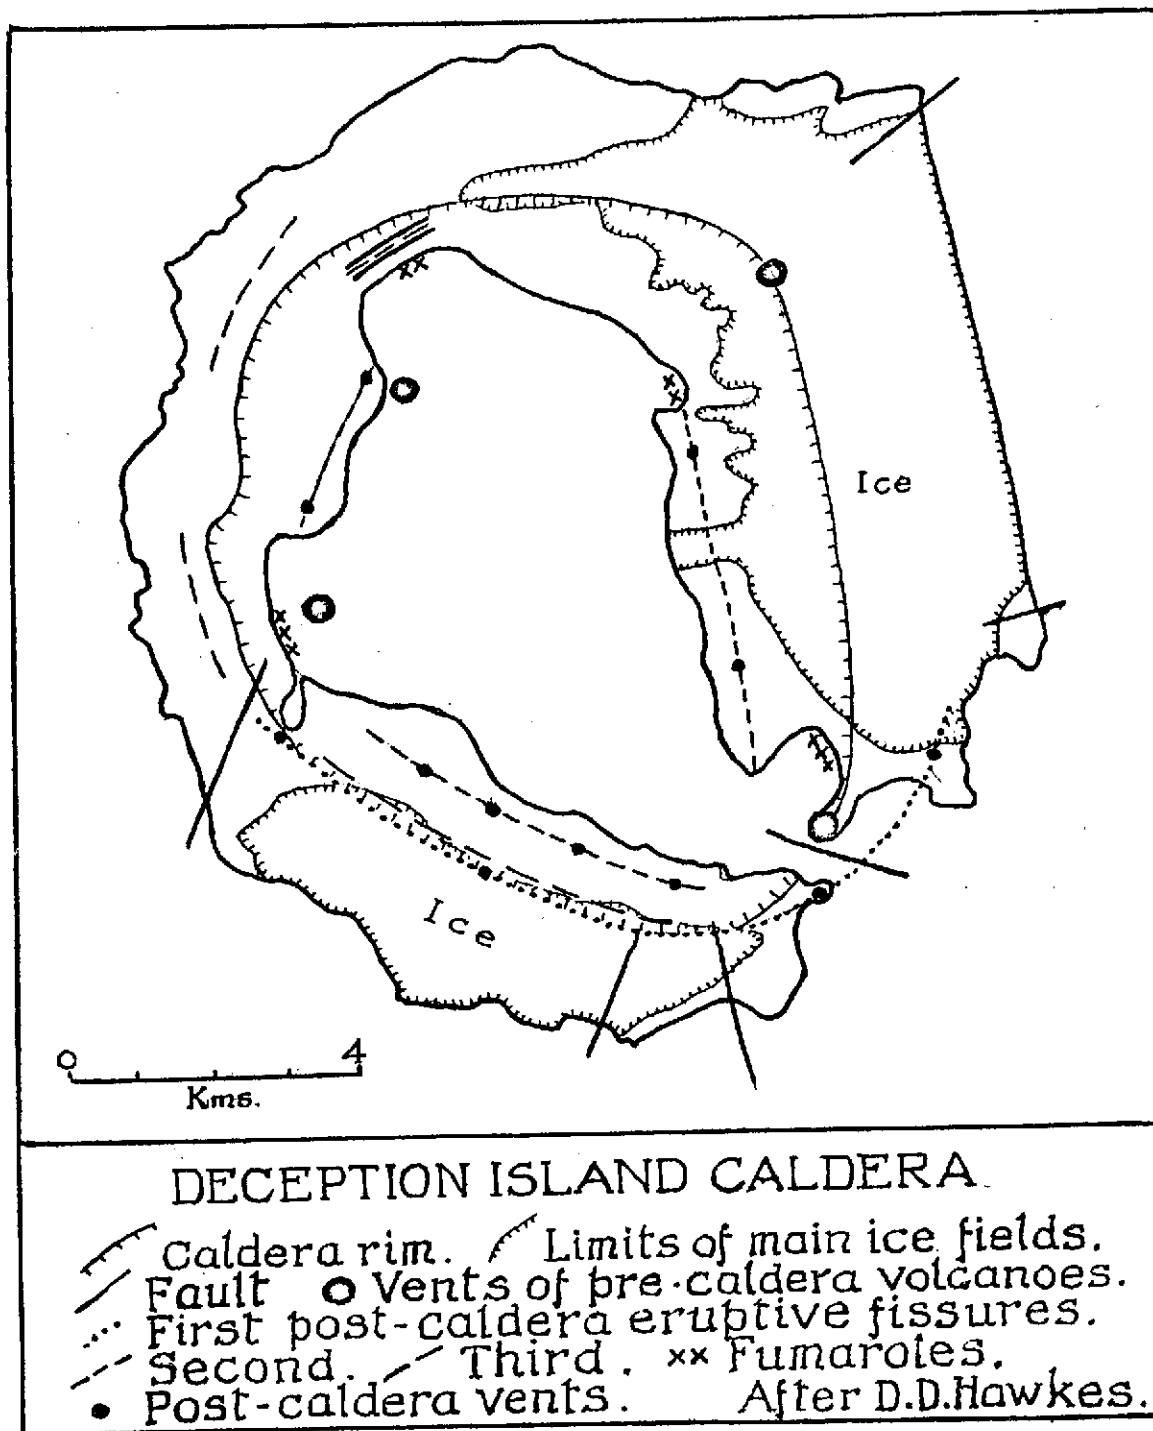 Ice
Ice
0 4
Kms.
DECEPTION ISLAND CALDERA
Caldera rim. Limits of main ice fields.
Fault Vents of pre-caldera volcanoes.
First post-caldera eruptive fissures.
Second. Third. xx Fumaroles.
Post-caldera vents. After D.D.Hawkes.